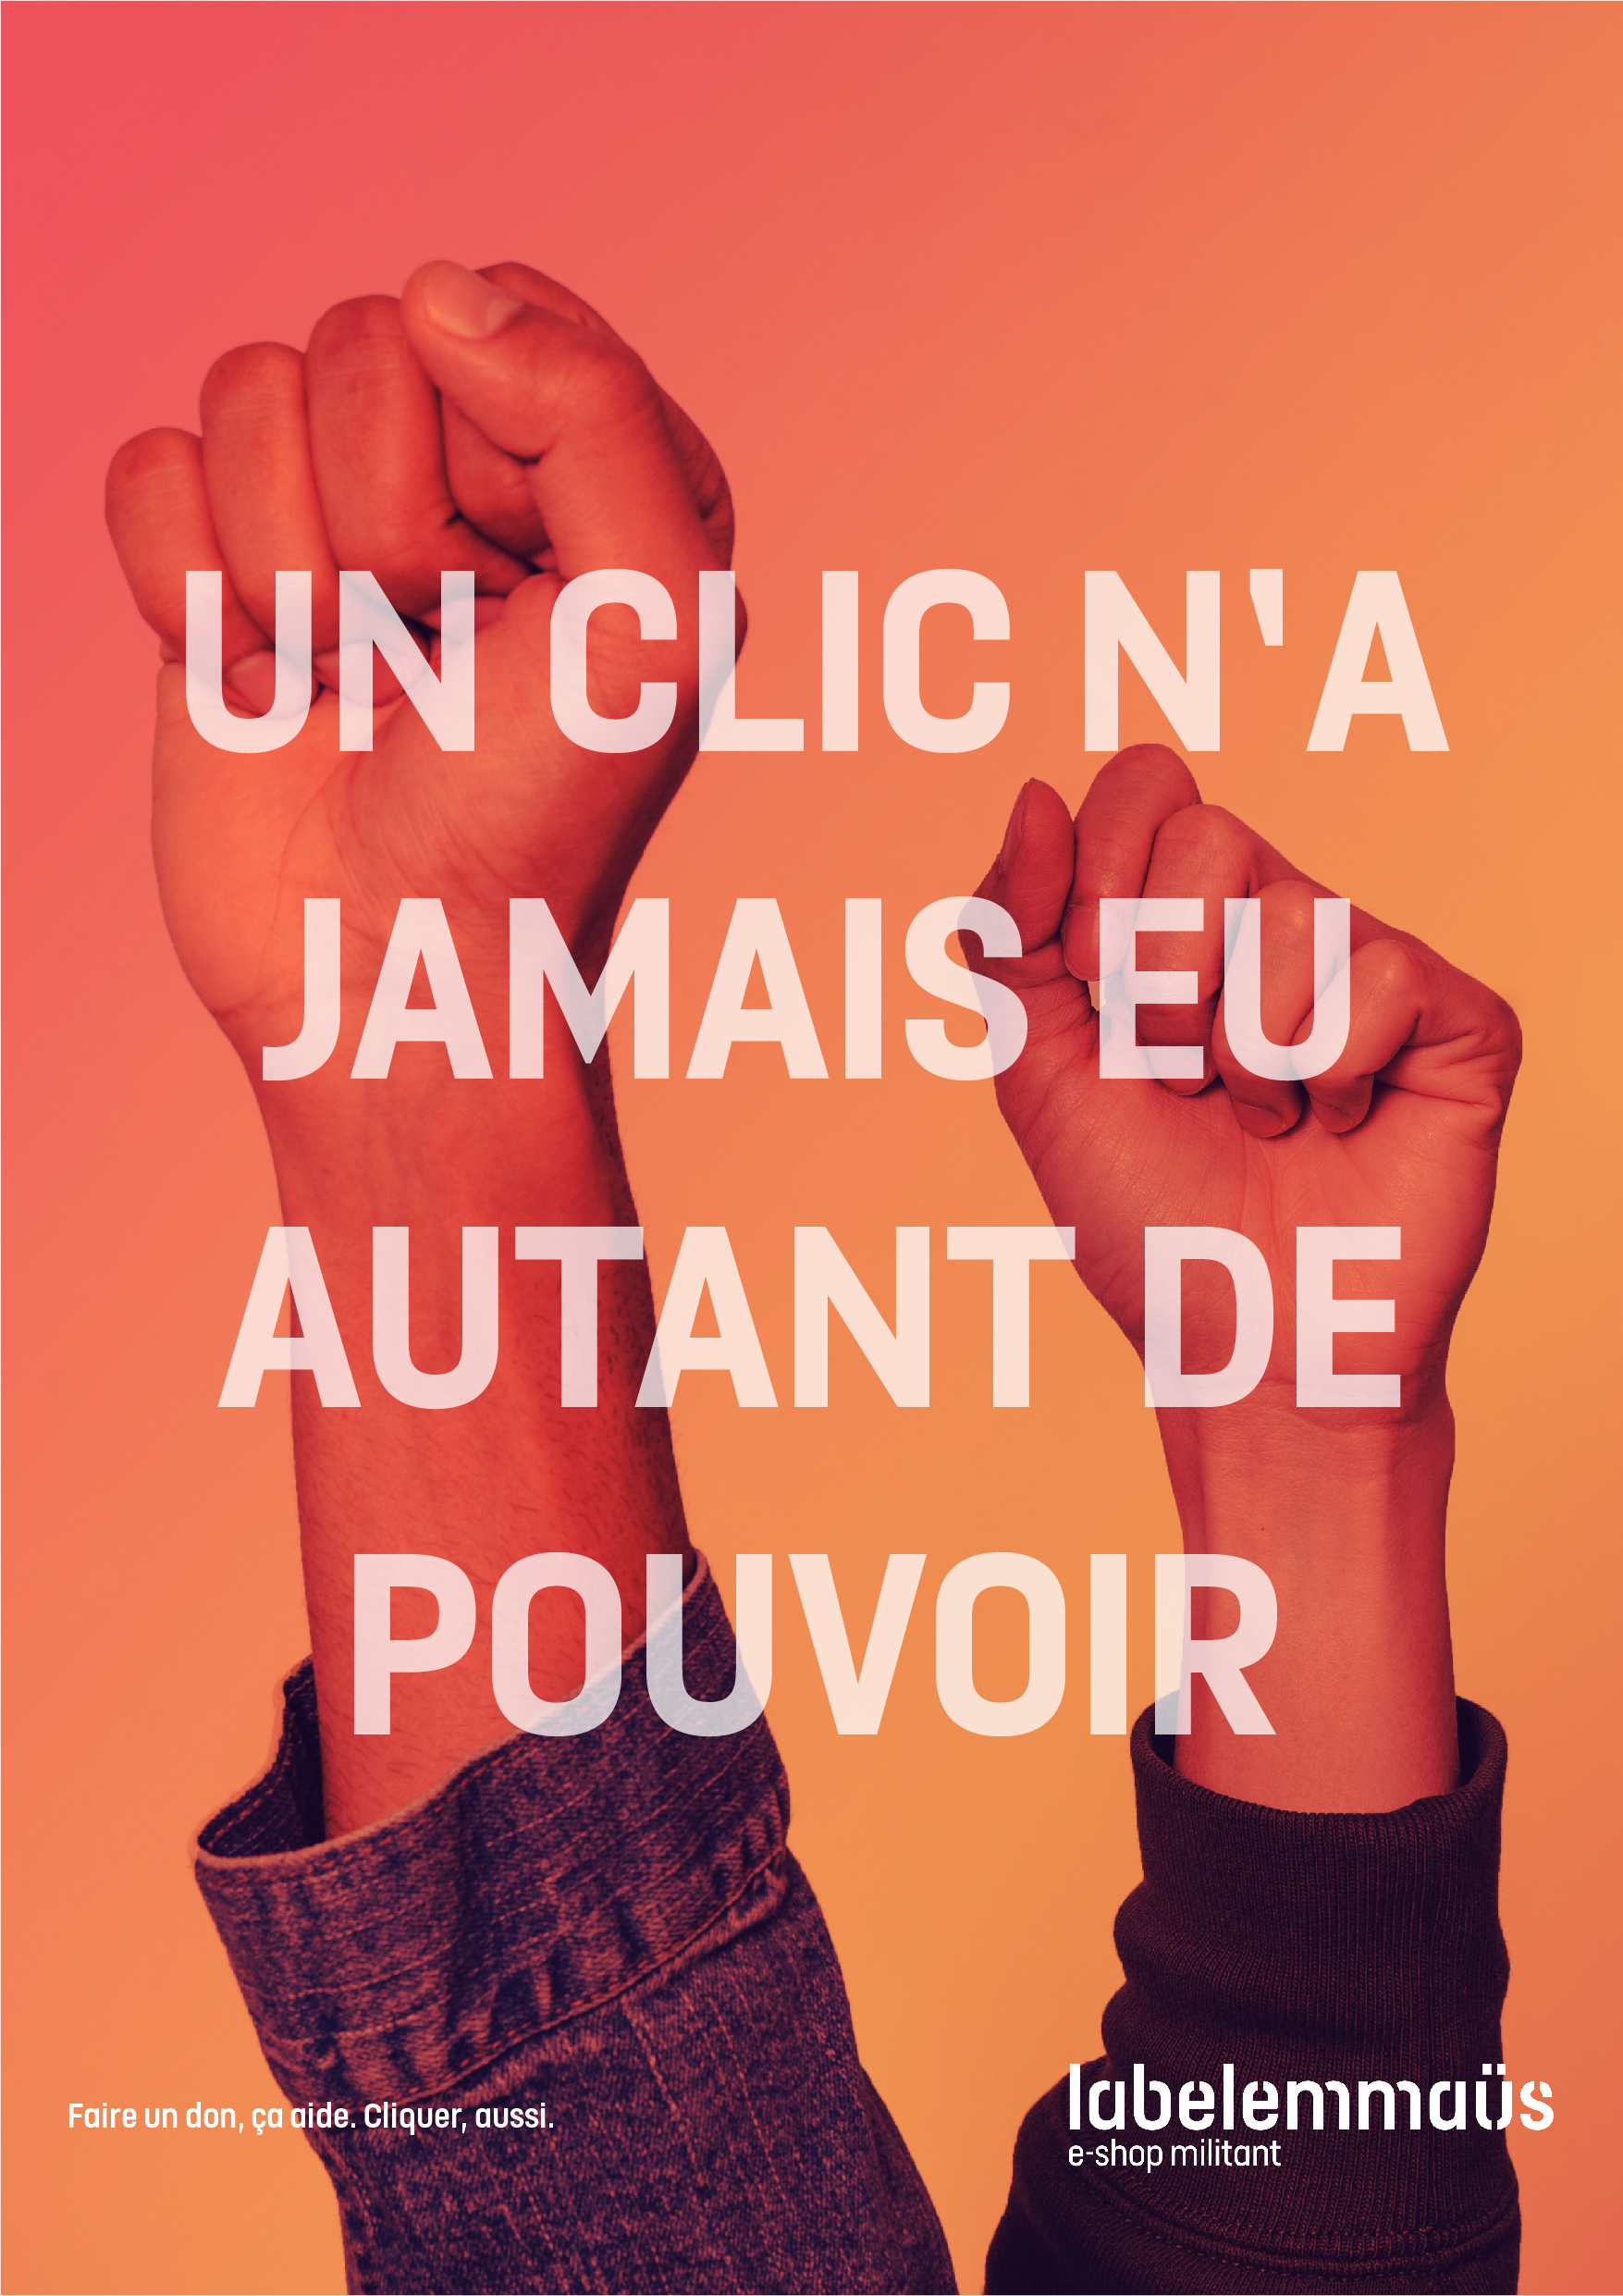 UN CLIC N'A
JAMAIS EU
AUTANT DE
POUVOIR
Faire un don, ça aide. Cliquer, aussi.
labelemmaüs
e-shop militant